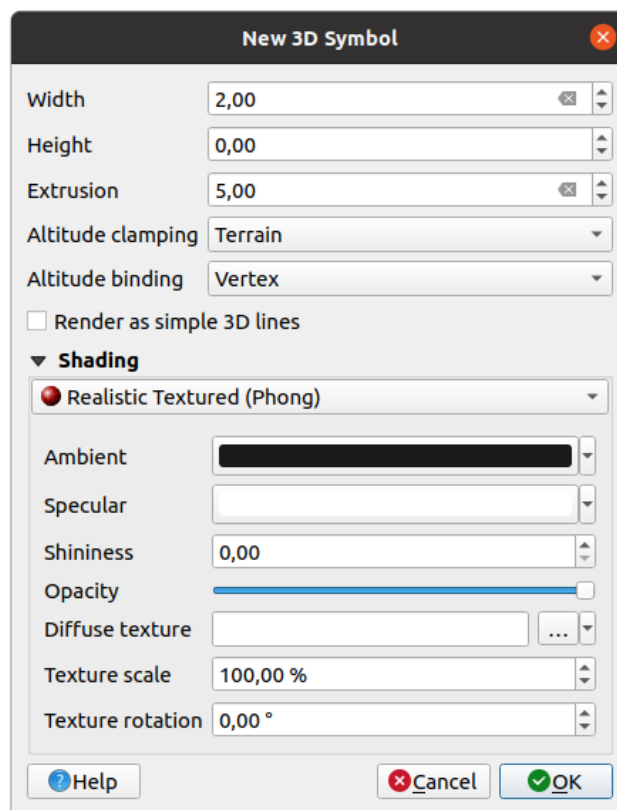 New 3D Symbol
Width 2,00
Height 0,00
Extrusion 5,00
Altitude clamping Terrain
Altitude binding Vertex
Render as simple 3D lines
Shading
Realistic Textured (Phong)
Ambient
Specular
Shininess 0,00
Opacity
Diffuse texture ...
Texture scale 100,00 %
Texture rotation 0,00 °
Help Cancel OK